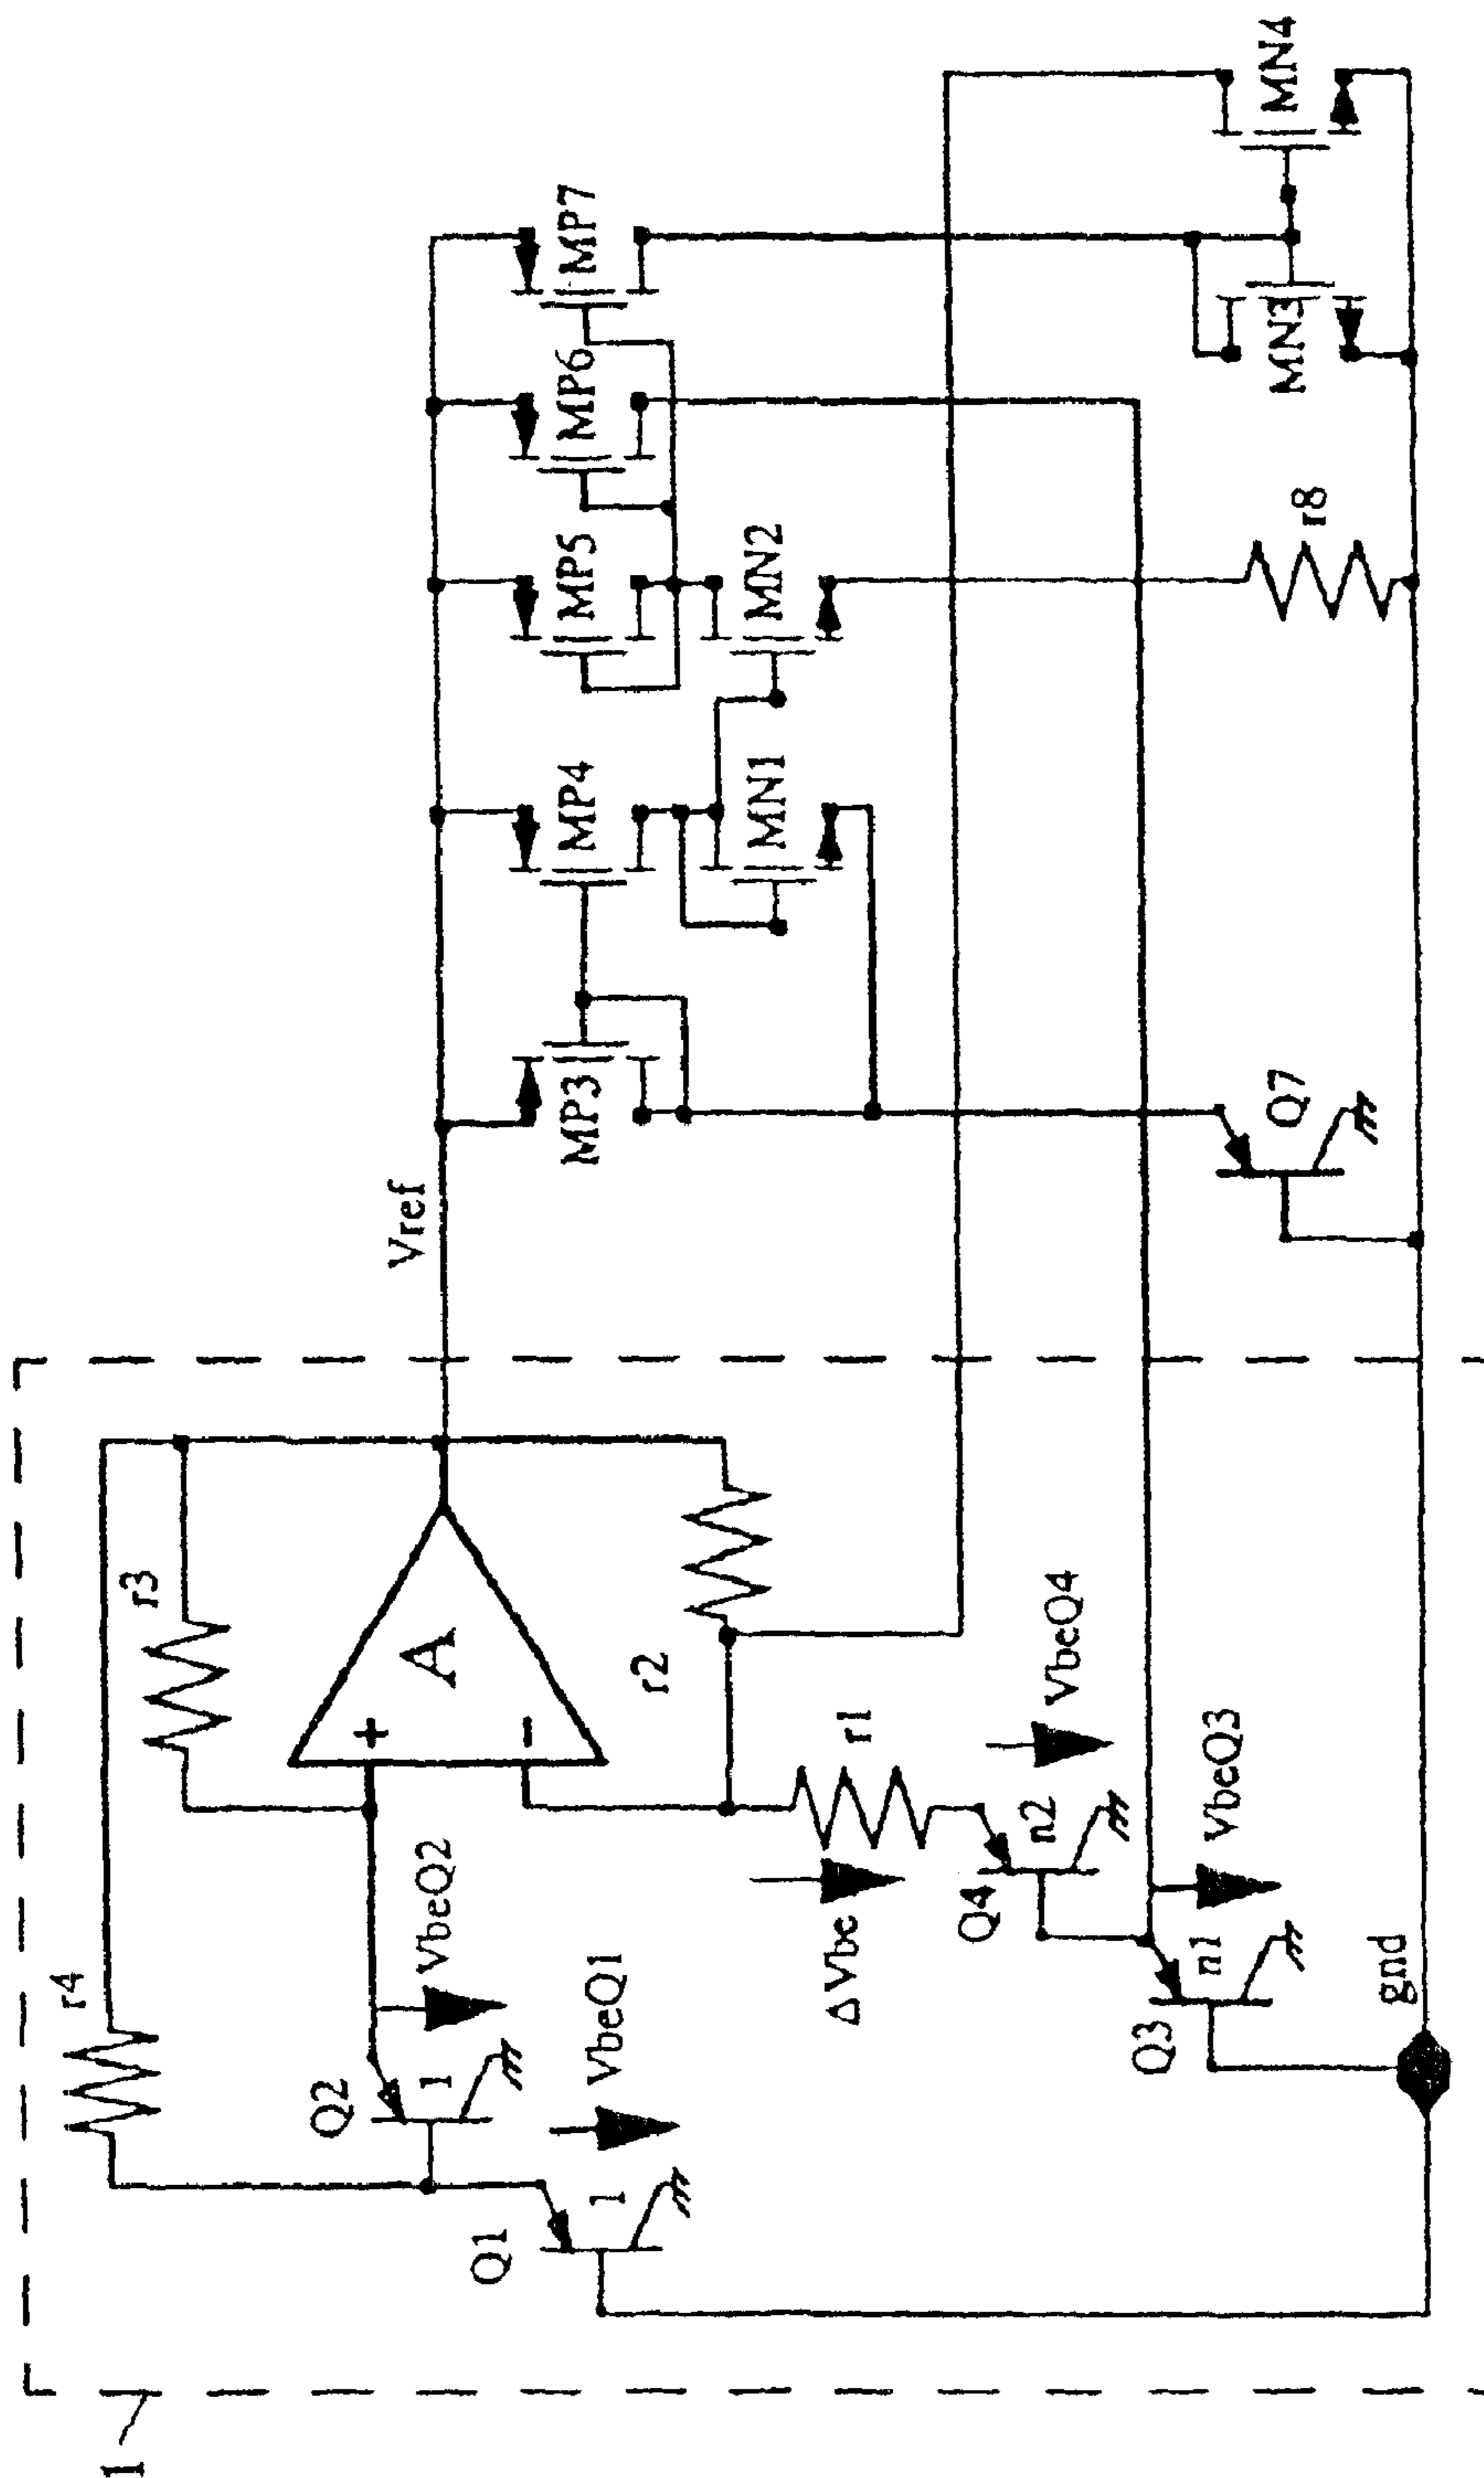 1
r4
Q2
1
VbeQ2
Q1
1
VbeQ1
r3
A
+
−
r2
r1
ΔVbe
Q4
n2
VbeQ4
Q3
n1
VbeQ3
gnd
Vref
MP3
MP4
MP5
MP6
MP7
MN1
MN2
Q7
r8
MN3
MN4